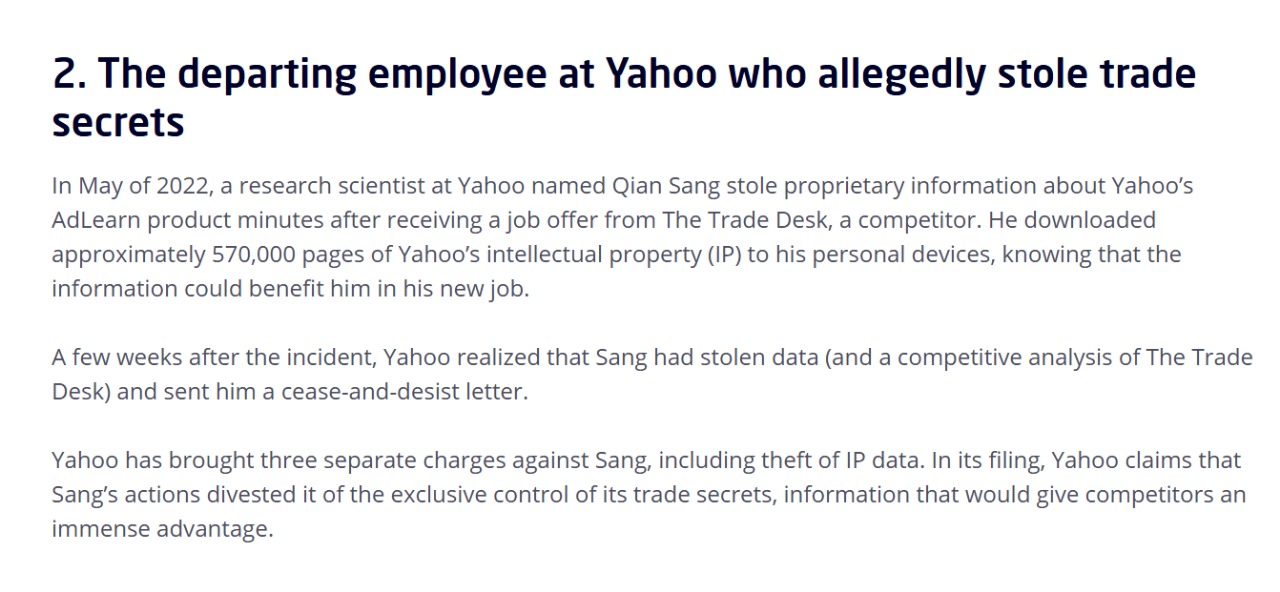 2. The departing employee at Yahoo who allegedly stole trade
secrets
In May of 2022, a research scientist at Yahoo named Qian Sang stole proprietary information about Yahoo’s
AdLearn product minutes after receiving a job offer from The Trade Desk, a competitor. He downloaded
approximately 570,000 pages of Yahoo’s intellectual property (IP) to his personal devices, knowing that the
information could benefit him in his new job.
A few weeks after the incident, Yahoo realized that Sang had stolen data (and a competitive analysis of The Trade
Desk) and sent him a cease-and-desist letter.
Yahoo has brought three separate charges against Sang, including theft of IP data. In its filing, Yahoo claims that
Sang’s actions divested it of the exclusive control of its trade secrets, information that would give competitors an
immense advantage.